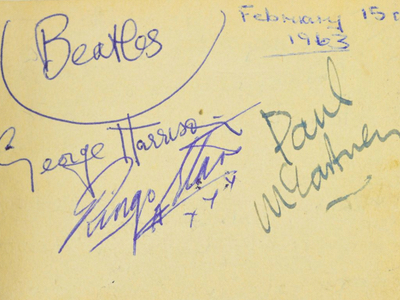 Beatles
February 15
1963
George Harrison
Ringo Starr
xxx
Paul
McCartney